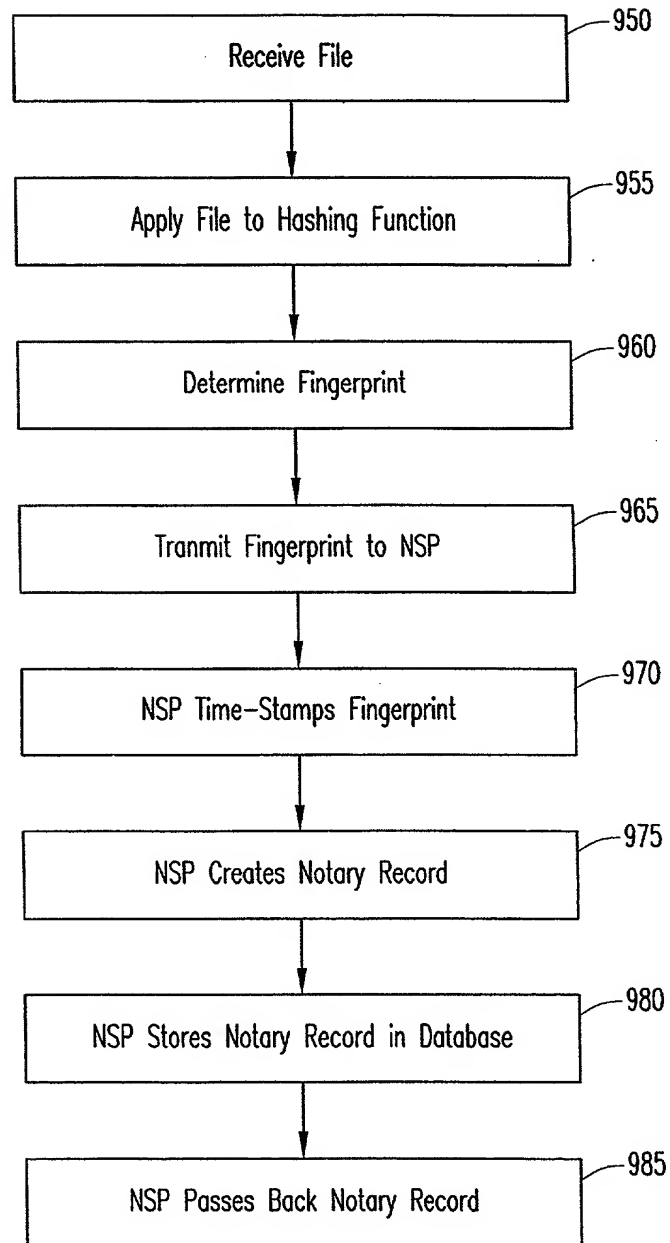 950
Receive File
955
Apply File to Hashing Function
960
Determine Fingerprint
965
Tranmit Fingerprint to NSP
970
NSP Time-Stamps Fingerprint
975
NSP Creates Notary Record
980
NSP Stores Notary Record in Database
985
NSP Passes Back Notary Record